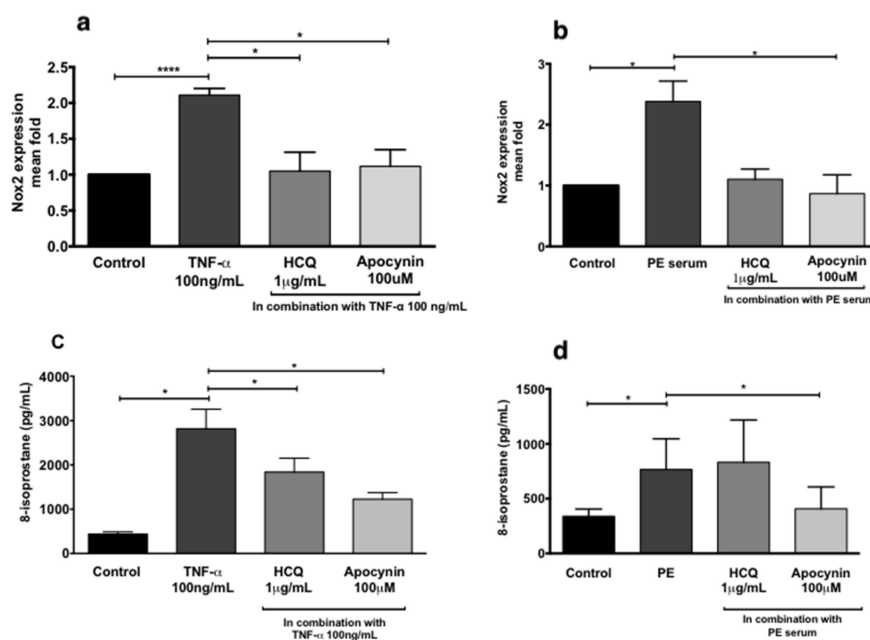 a
Nox2 expression
mean fold
2.5
2.0
1.5
1.0
0.5
0.0
****
*
*
Control
TNF-α
100ng/mL
HCQ
1μg/mL
Apocynin
100uM
In combination with TNF-α 100 ng/mL
b
Nox2 expression
mean fold
3
2
1
0
*
*
Control
PE serum
HCQ
1μg/mL
Apocynin
100uM
In combination with PE serum
C
8-isoprostane (pg/mL)
4000
3000
2000
1000
0
*
*
*
Control
TNF-α
100ng/mL
HCQ
1μg/mL
Apocynin
100μM
In combination with
TNF-α 100ng/mL
d
8-isoprostane (pg/mL)
1500
1000
500
0
*
*
Control
PE
HCQ
1μg/mL
Apocynin
100μM
In combination with
PE serum